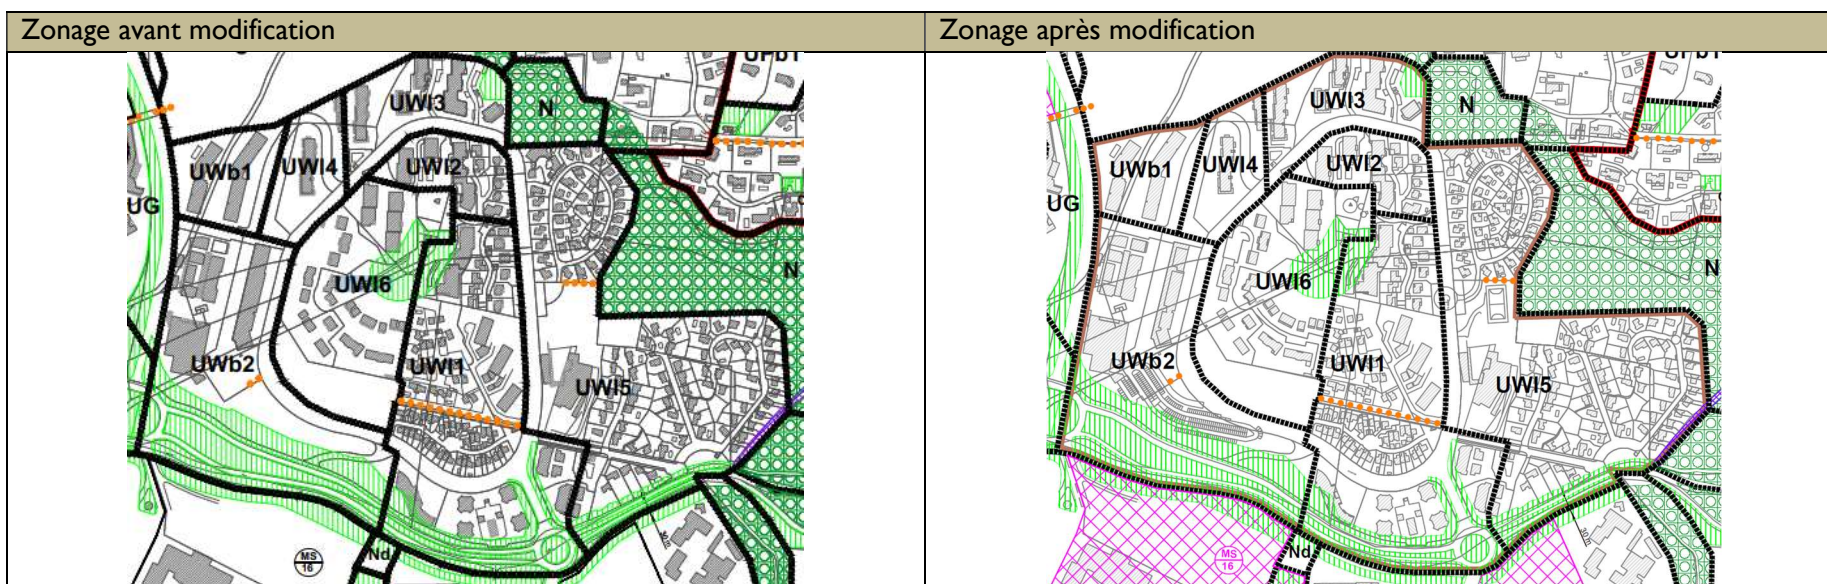 Zonage avant modification
Zonage après modification
UWl3
N
UWb1
UWl4
UWl2
UG
N
UWl6
UWb2
UWl1
UWl5
MS
16
Nd
UPb1
UWl3
N
UWb1
UWl4
UWl2
UG
N
UWl6
UWb2
UWl1
UWl5
MS
16
Nd